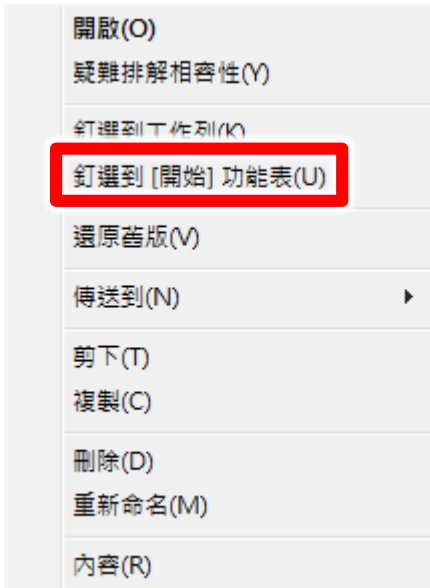 開啟(O)
疑難排解相容性(Y)
釘選到工作列(K)
釘選到 [開始] 功能表(U)
還原舊版(V)
傳送到(N)
剪下(T)
複製(C)
刪除(D)
重新命名(M)
內容(R)